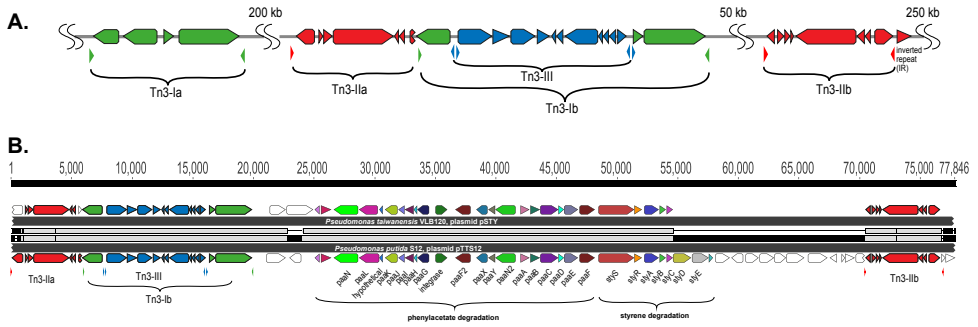 A.
200 kb
50 kb
250 kb
inverted
repeat
(IR)
Tn3-Ia
Tn3-IIa
Tn3-III
Tn3-Ib
Tn3-IIb
B.
1 5,000 10,000 15,000 20,000 25,000 30,000 35,000 40,000 45,000 50,000 55,000 60,000 65,000 70,000 75,000 77,846
Pseudomonas taiwanensis VLB120, plasmid pSTY
Pseudomonas putida S12, plasmid pTTS12
Tn3-IIa
Tn3-III
Tn3-Ib
paaN
paaL
hypothetical
paaK
paaJ
paaI
paaH
paaG
integrase
paaF2
paaX
paaY
paaN2
paaA
paaB
paaC
paaD
paaE
paaF
styS
styR
styA
styB
styC
styD
styE
Tn3-IIb
phenylacetate degradation
styrene degradation